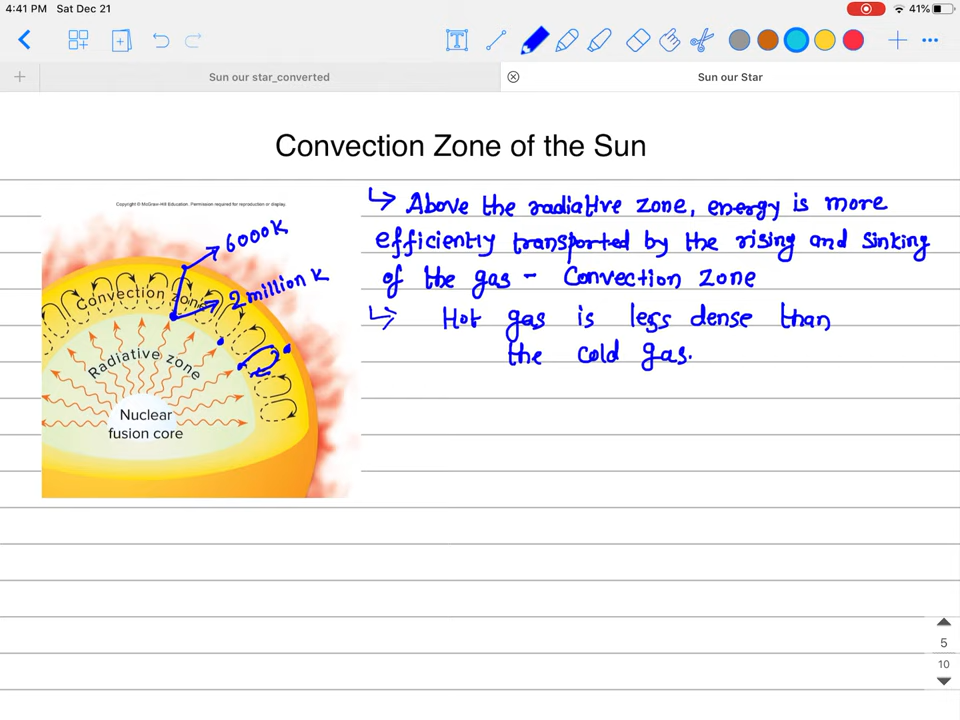 4:41 PM Sat Dec 21
41%
Sun our star_converted
Sun our Star
Convection Zone of the Sun
Copyright © McGraw-Hill Education. Permission required for reproduction or display.
↳ Above the radiative zone, energy is more
efficiently transported by the rising and sinking
of the gas - Convection zone
↳ Hot gas is less dense than
the cold gas.
6000K
2 million K
Convection zone
Radiative zone
Nuclear
fusion core
5
10